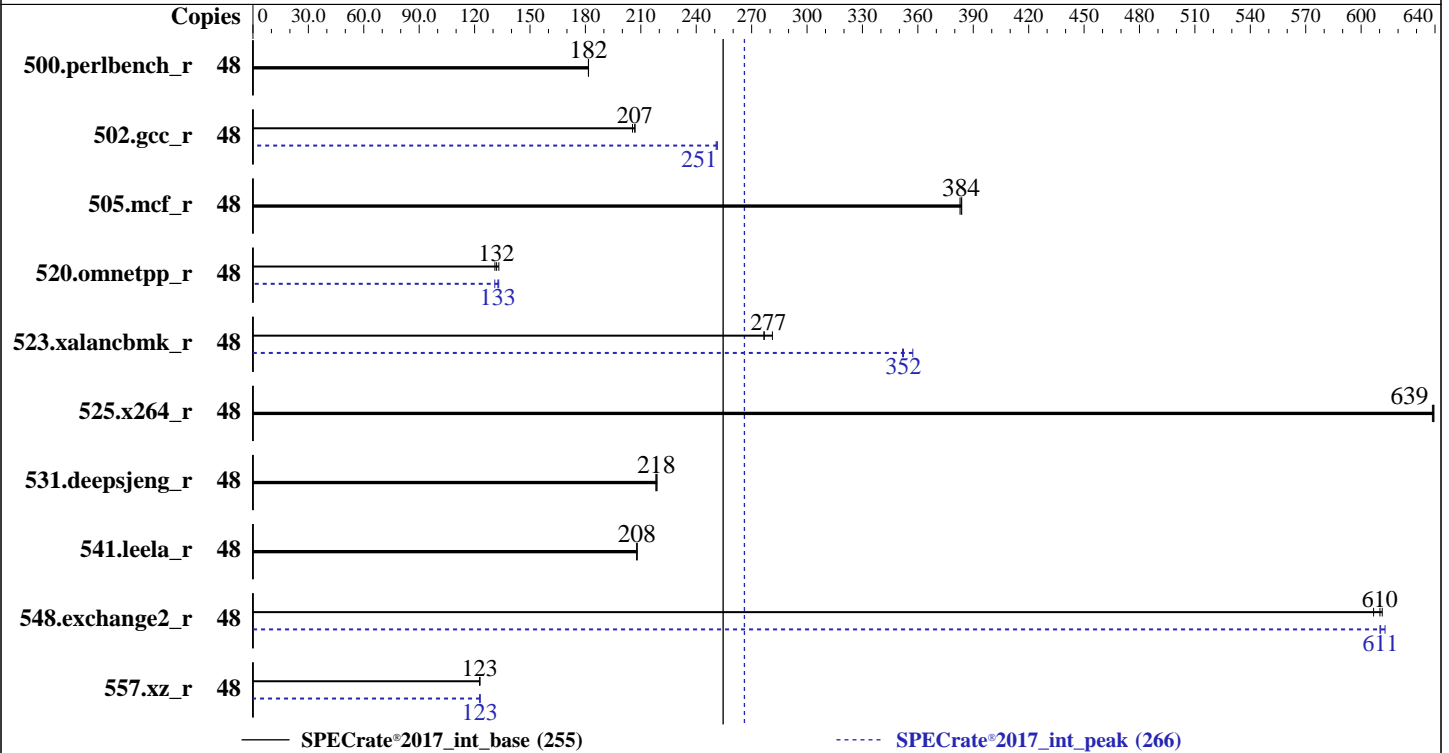 Copies 0 30.0 60.0 90.0 120 150 180 210 240 270 300 330 360 390 420 450 480 510 540 570 600 640
182
500.perlbench_r 48
207
502.gcc_r 48
251
384
505.mcf_r 48
132
520.omnetpp_r 48
133
277
523.xalancbmk_r 48
352
639
525.x264_r 48
218
531.deepsjeng_r 48
208
541.leela_r 48
610
548.exchange2_r 48
611
123
557.xz_r 48
123
SPECrate®2017_int_base (255) SPECrate®2017_int_peak (266)